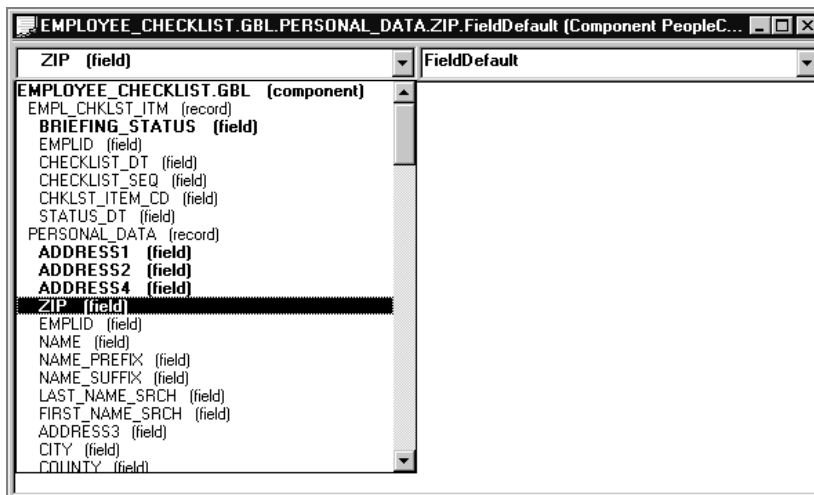 EMPLOYEE_CHECKLIST.GBL.PERSONAL_DATA.ZIP.FieldDefault (Component PeopleC...
ZIP (field) FieldDefault
EMPLOYEE_CHECKLIST.GBL (component)
EMPL_CHKLST_ITM (record)
BRIEFING_STATUS (field)
EMPLID (field)
CHECKLIST_DT (field)
CHECKLIST_SEQ (field)
CHKLST_ITEM_CD (field)
STATUS_DT (field)
PERSONAL_DATA (record)
ADDRESS1 (field)
ADDRESS2 (field)
ADDRESS4 (field)
ZIP (field)
EMPLID (field)
NAME (field)
NAME_PREFIX (field)
NAME_SUFFIX (field)
LAST_NAME_SRCH (field)
FIRST_NAME_SRCH (field)
ADDRESS3 (field)
CITY (field)
COUNTY (field)